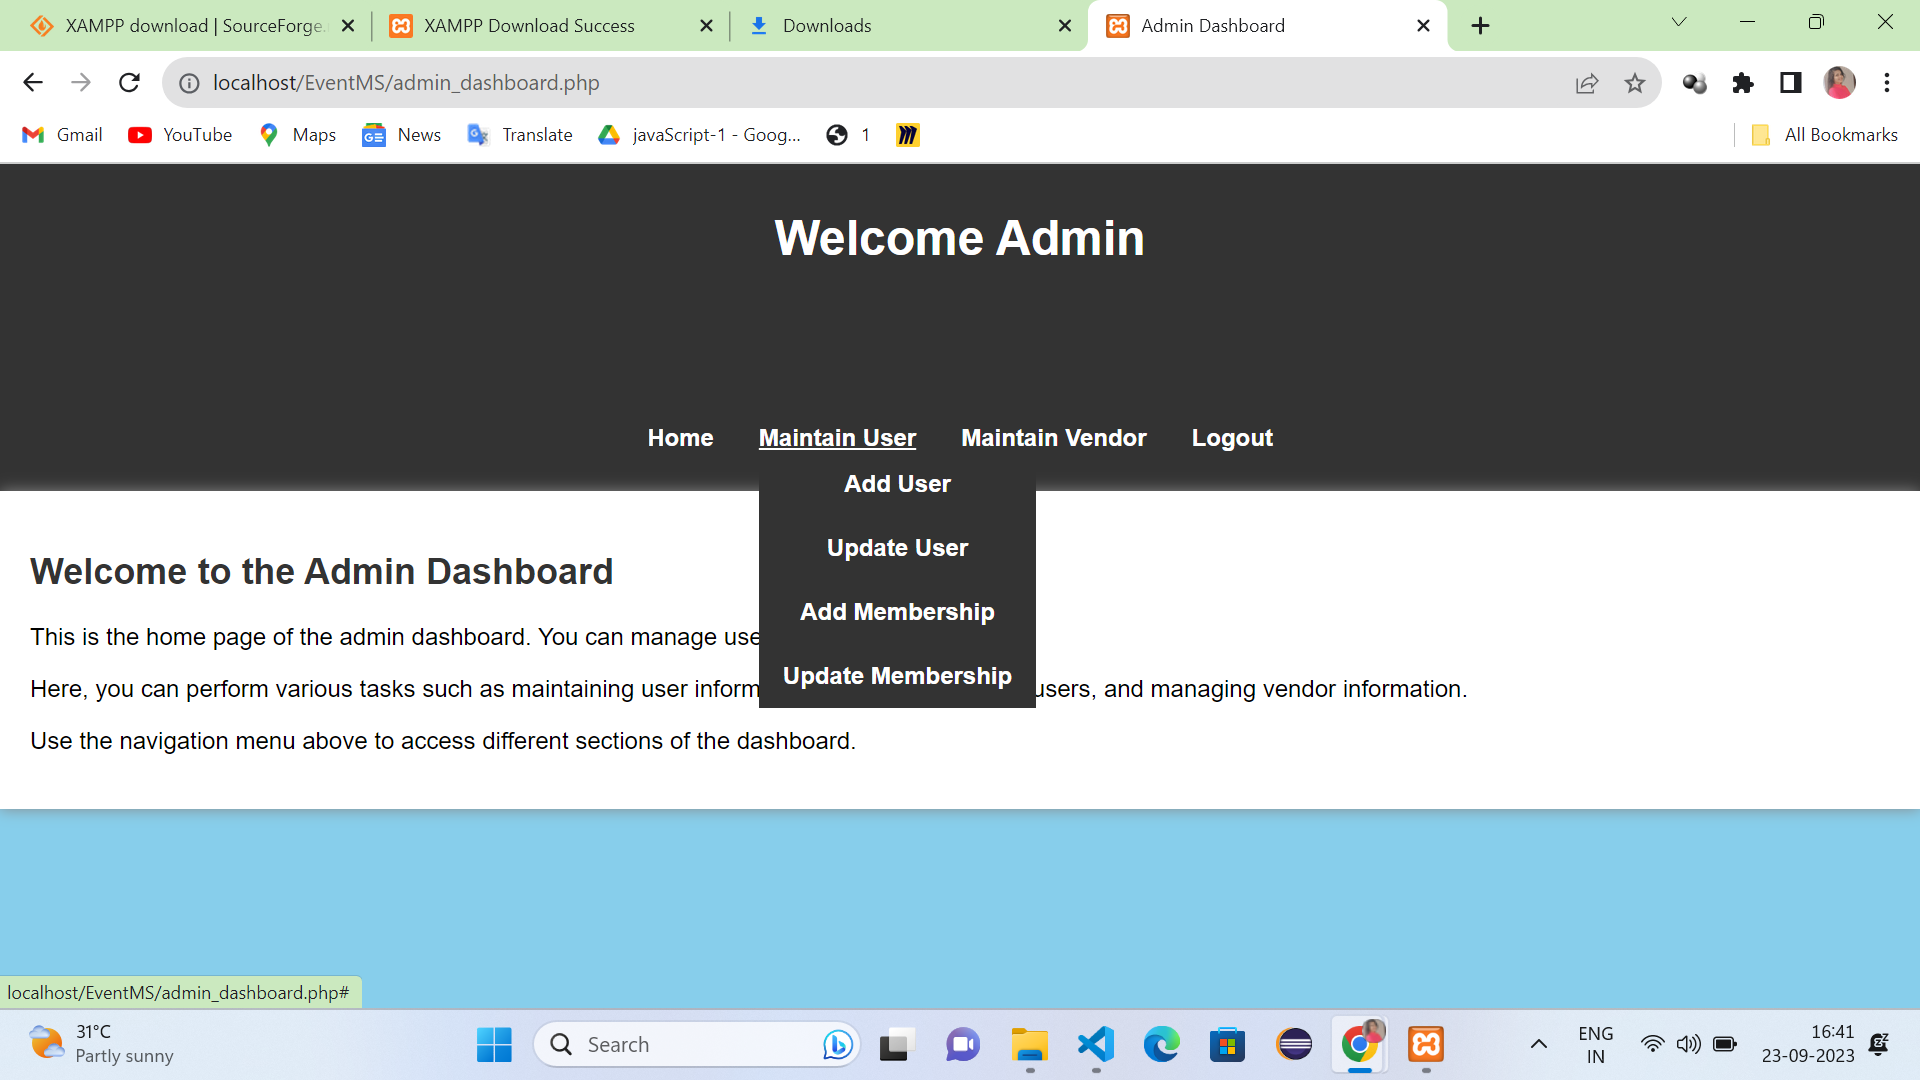 XAMPP download | SourceForge.
XAMPP Download Success
Downloads
Admin Dashboard
localhost/EventMS/admin_dashboard.php
Gmail
YouTube
Maps
News
Translate
javaScript-1 - Goog...
1
All Bookmarks
Welcome Admin
Home
Maintain User
Maintain Vendor
Logout
Add User
Update User
Add Membership
Update Membership
Welcome to the Admin Dashboard
This is the home page of the admin dashboard. You can manage use
Here, you can perform various tasks such as maintaining user inform users, and managing vendor information.
Use the navigation menu above to access different sections of the dashboard.
localhost/EventMS/admin_dashboard.php#
31°C
Partly sunny
Search
ENG
IN
16:41
23-09-2023